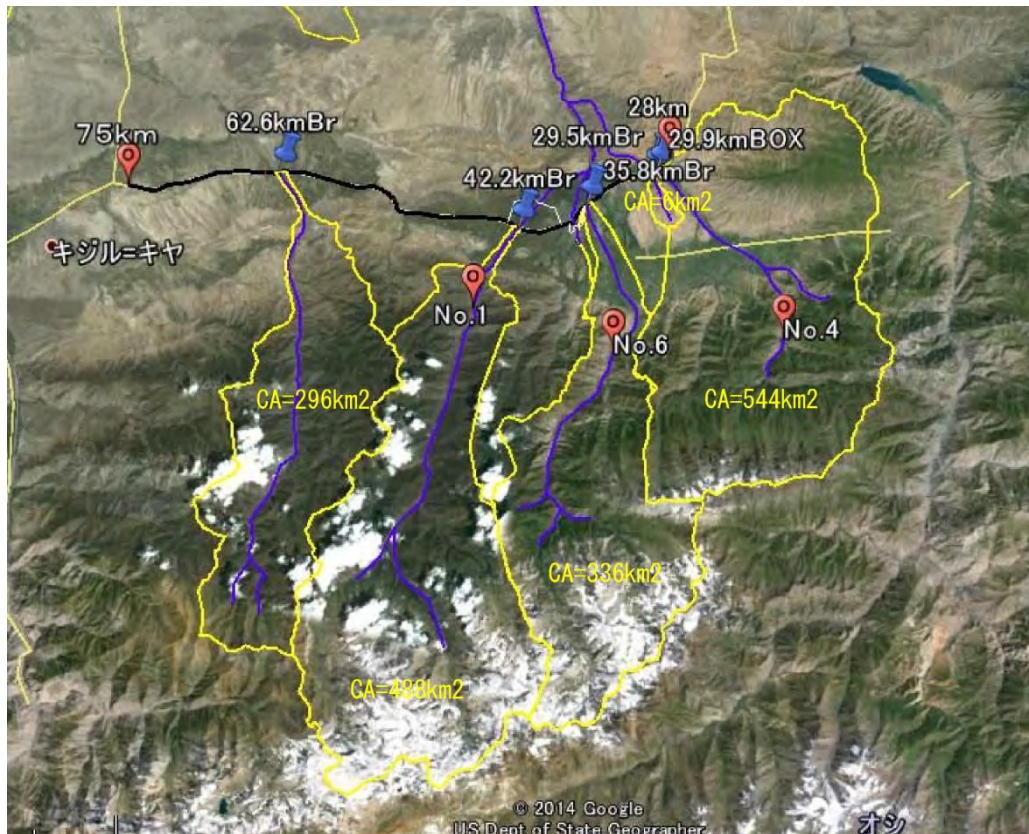 28km
62.6kmBr
75km
29.5kmBr
29.9kmBOX
35.8kmBr
42.2kmBr
CA=6km2
キジル=キヤ
No.1
No.4
No.6
CA=296km2
CA=544km2
CA=336km2
CA=488km2
© 2014 Google
US Dept of State Geographer
オシ